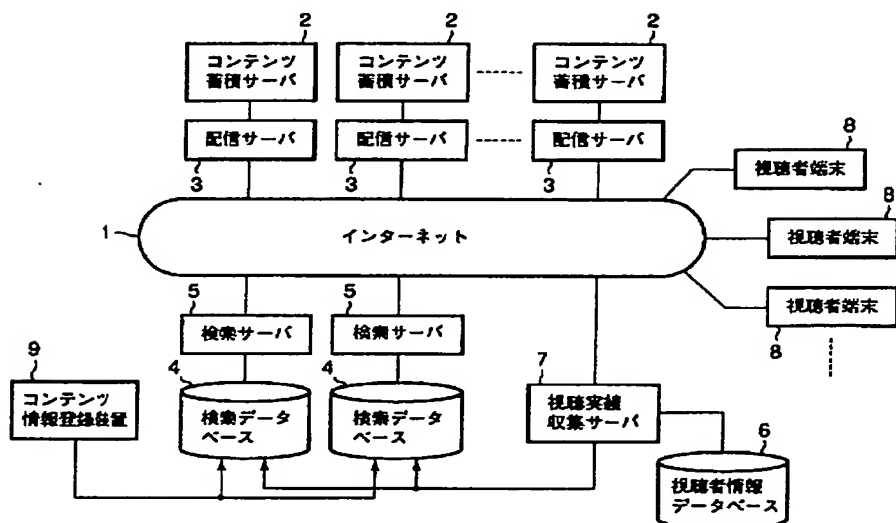 2
2
2
コンテンツ
蓄積サーバ
コンテンツ
蓄積サーバ
コンテンツ
蓄積サーバ
配信サーバ
配信サーバ
配信サーバ
3
3
3
8
視聴者端末
8
視聴者端末
視聴者端末
8
1
インターネット
5
検索サーバ
5
検索サーバ
9
コンテンツ
情報登録装置
4
検索データ
ベース
4
検索データ
ベース
7
視聴実績
収集サーバ
6
視聴者情報
データベース